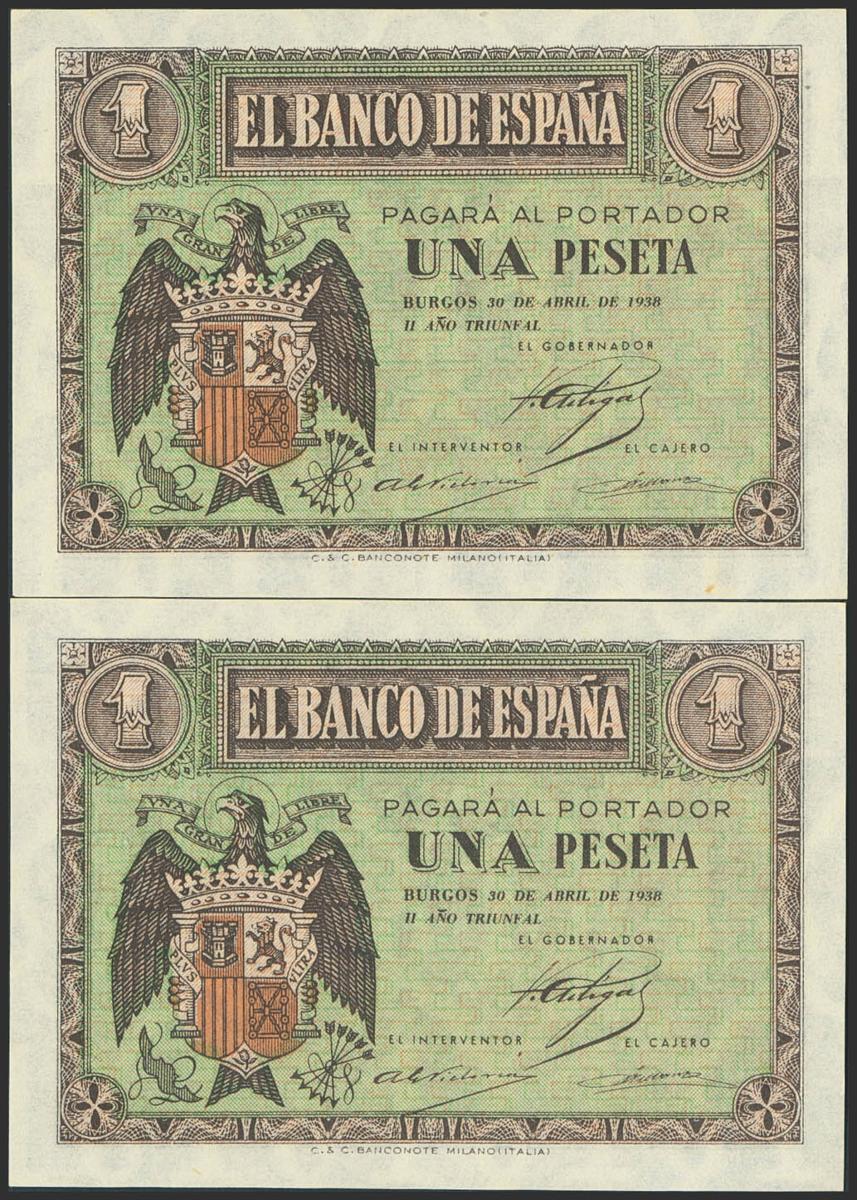 1 EL BANCO DE ESPAÑA 1
VNA GRANDE LIBRE
PAGARÁ AL PORTADOR
UNA PESETA
BURGOS 30 DE ABRIL DE 1938
II AÑO TRIUNFAL
EL GOBERNADOR
PLVS VLTRA
EL INTERVENTOR EL CAJERO
C. & C. BANCONOTE MILANO (ITALIA)
1 EL BANCO DE ESPAÑA 1
VNA GRANDE LIBRE
PAGARÁ AL PORTADOR
UNA PESETA
BURGOS 30 DE ABRIL DE 1938
II AÑO TRIUNFAL
EL GOBERNADOR
PLVS VLTRA
EL INTERVENTOR EL CAJERO
C. & C. BANCONOTE MILANO (ITALIA)